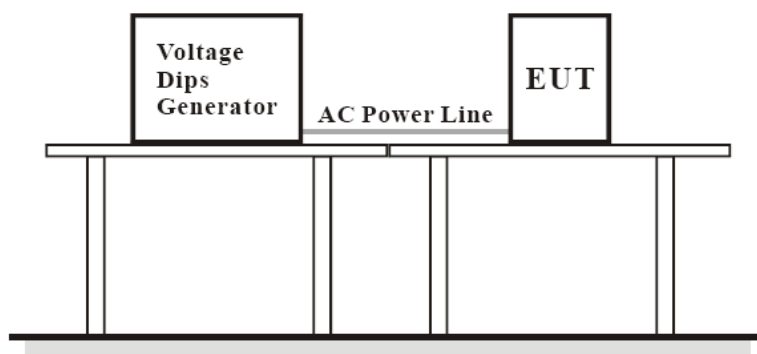 Voltage
Dips
Generator
AC Power Line
EUT